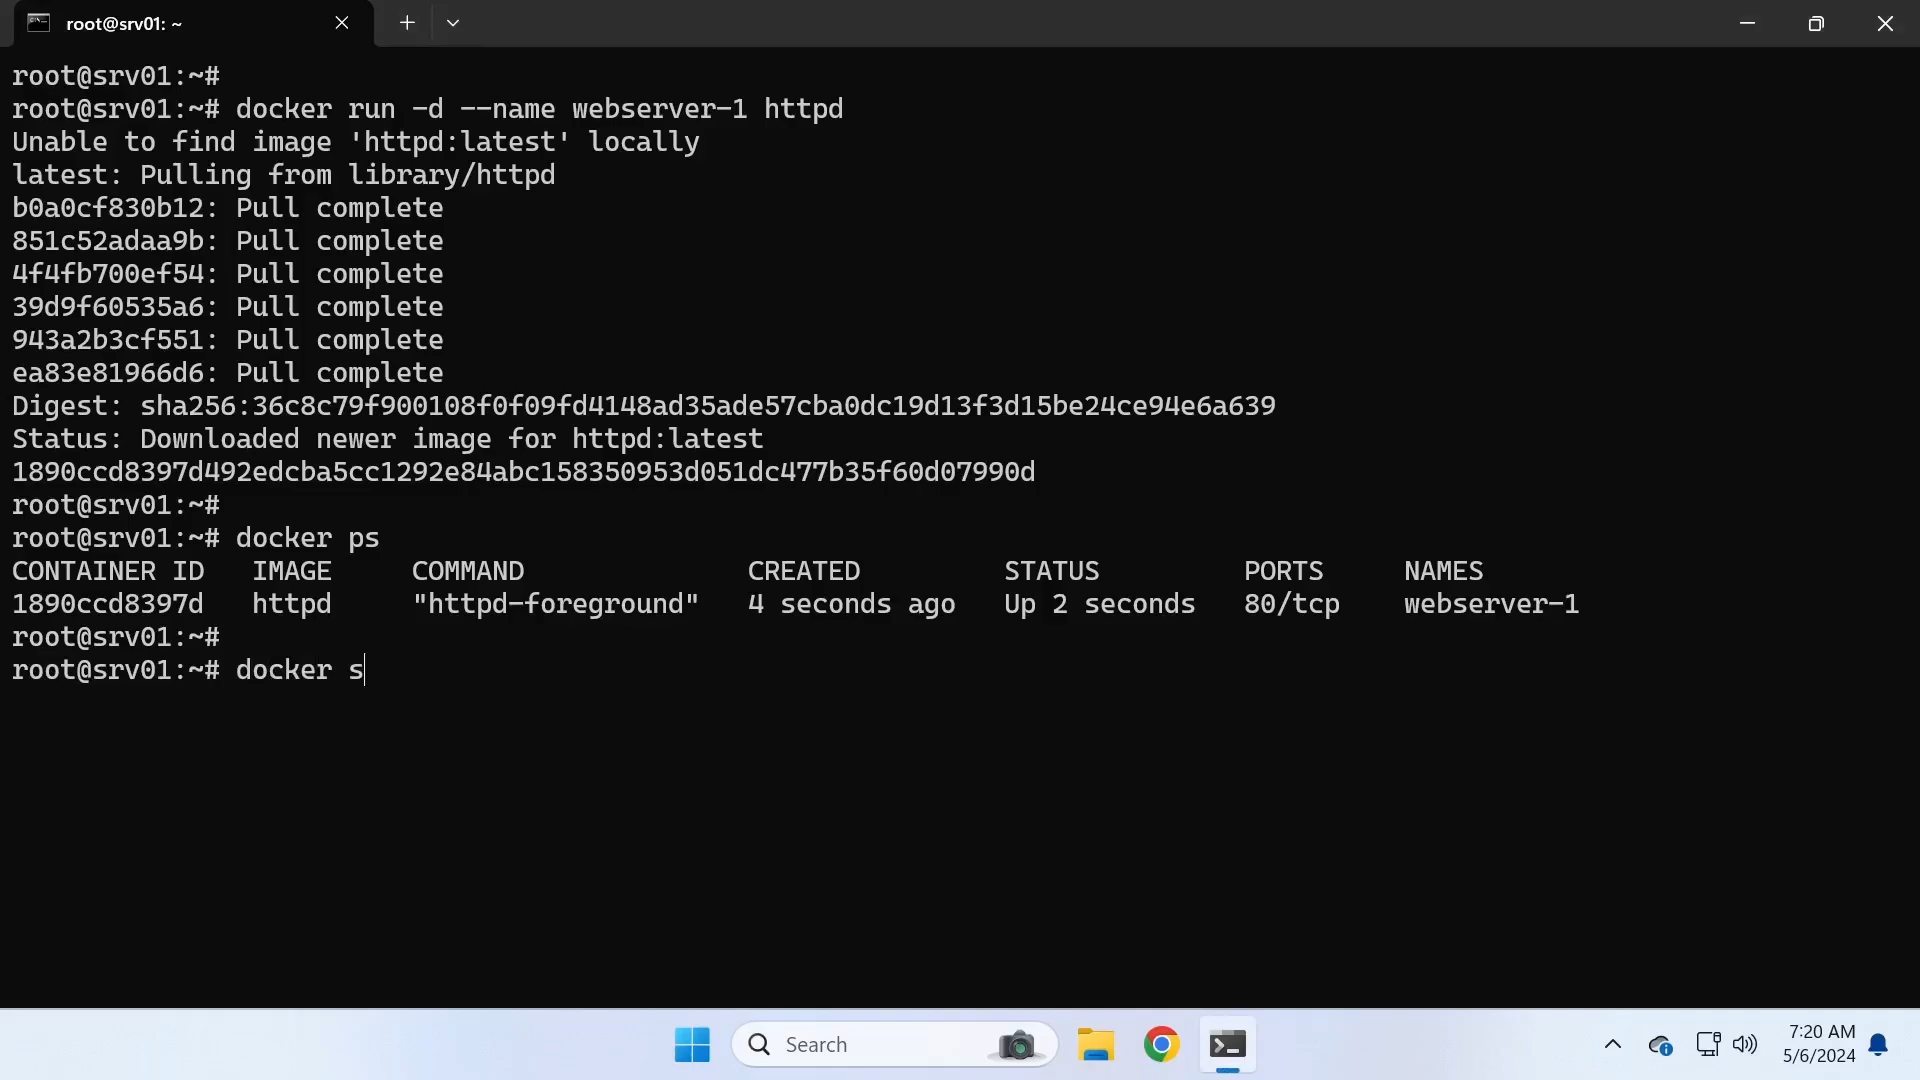 root@srv01: ~
root@srv01:~#
root@srv01:~# docker run -d --name webserver-1 httpd
Unable to find image 'httpd:latest' locally
latest: Pulling from library/httpd
b0a0cf830b12: Pull complete
851c52adaa9b: Pull complete
4f4fb700ef54: Pull complete
39d9f60535a6: Pull complete
943a2b3cf551: Pull complete
ea83e81966d6: Pull complete
Digest: sha256:36c8c79f900108f0f09fd4148ad35ade57cba0dc19d13f3d15be24ce94e6a639
Status: Downloaded newer image for httpd:latest
1890ccd8397d492edcba5cc1292e84abc158350953d051dc477b35f60d07990d
root@srv01:~#
root@srv01:~# docker ps
CONTAINER ID   IMAGE     COMMAND              CREATED         STATUS         PORTS     NAMES
1890ccd8397d   httpd     "httpd-foreground"   4 seconds ago   Up 2 seconds   80/tcp    webserver-1
root@srv01:~#
root@srv01:~# docker s
Search
7:20 AM
5/6/2024